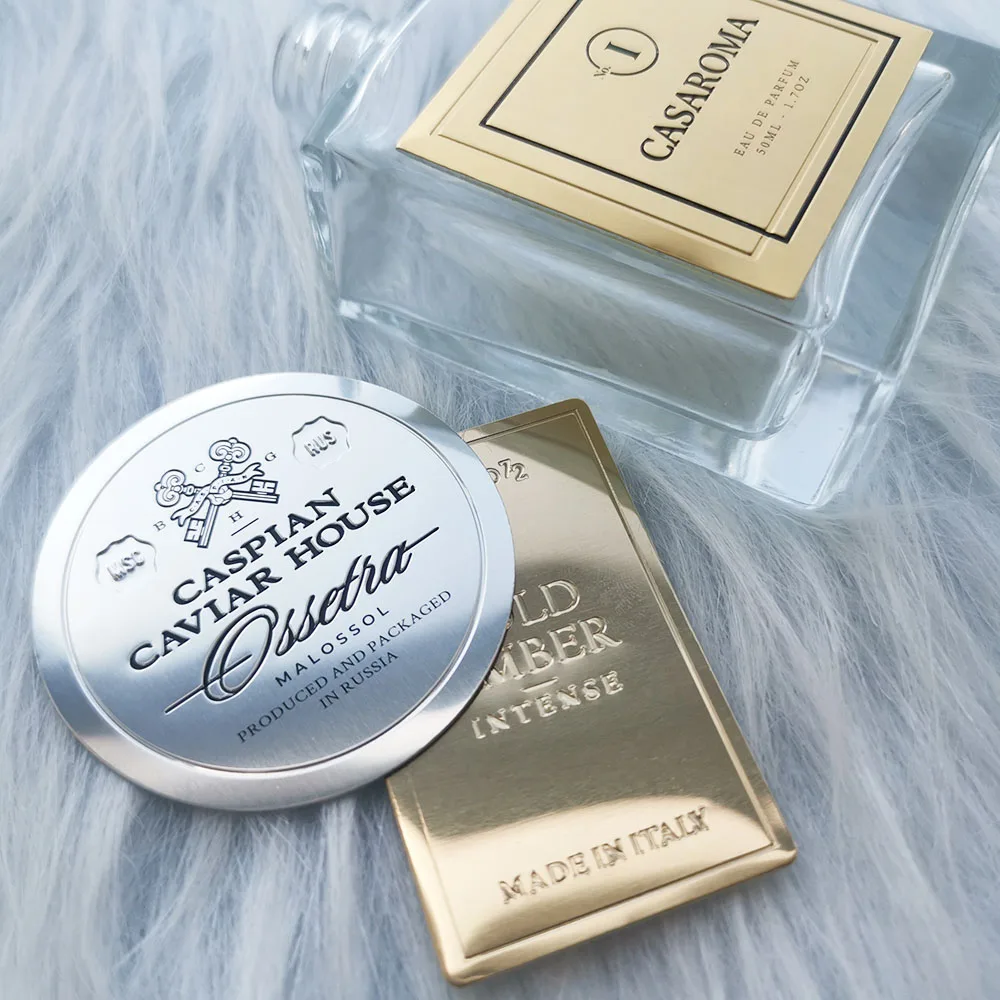 No. I
CASAROMA
EAU DE PARFUM
50ML - 1.7OZ
B C G H
RUS
MSC
CASPIAN
CAVIAR HOUSE
Ossetra
MALOSSOL
PRODUCED AND PACKAGED
IN RUSSIA
INTENSE
MADE IN ITALY